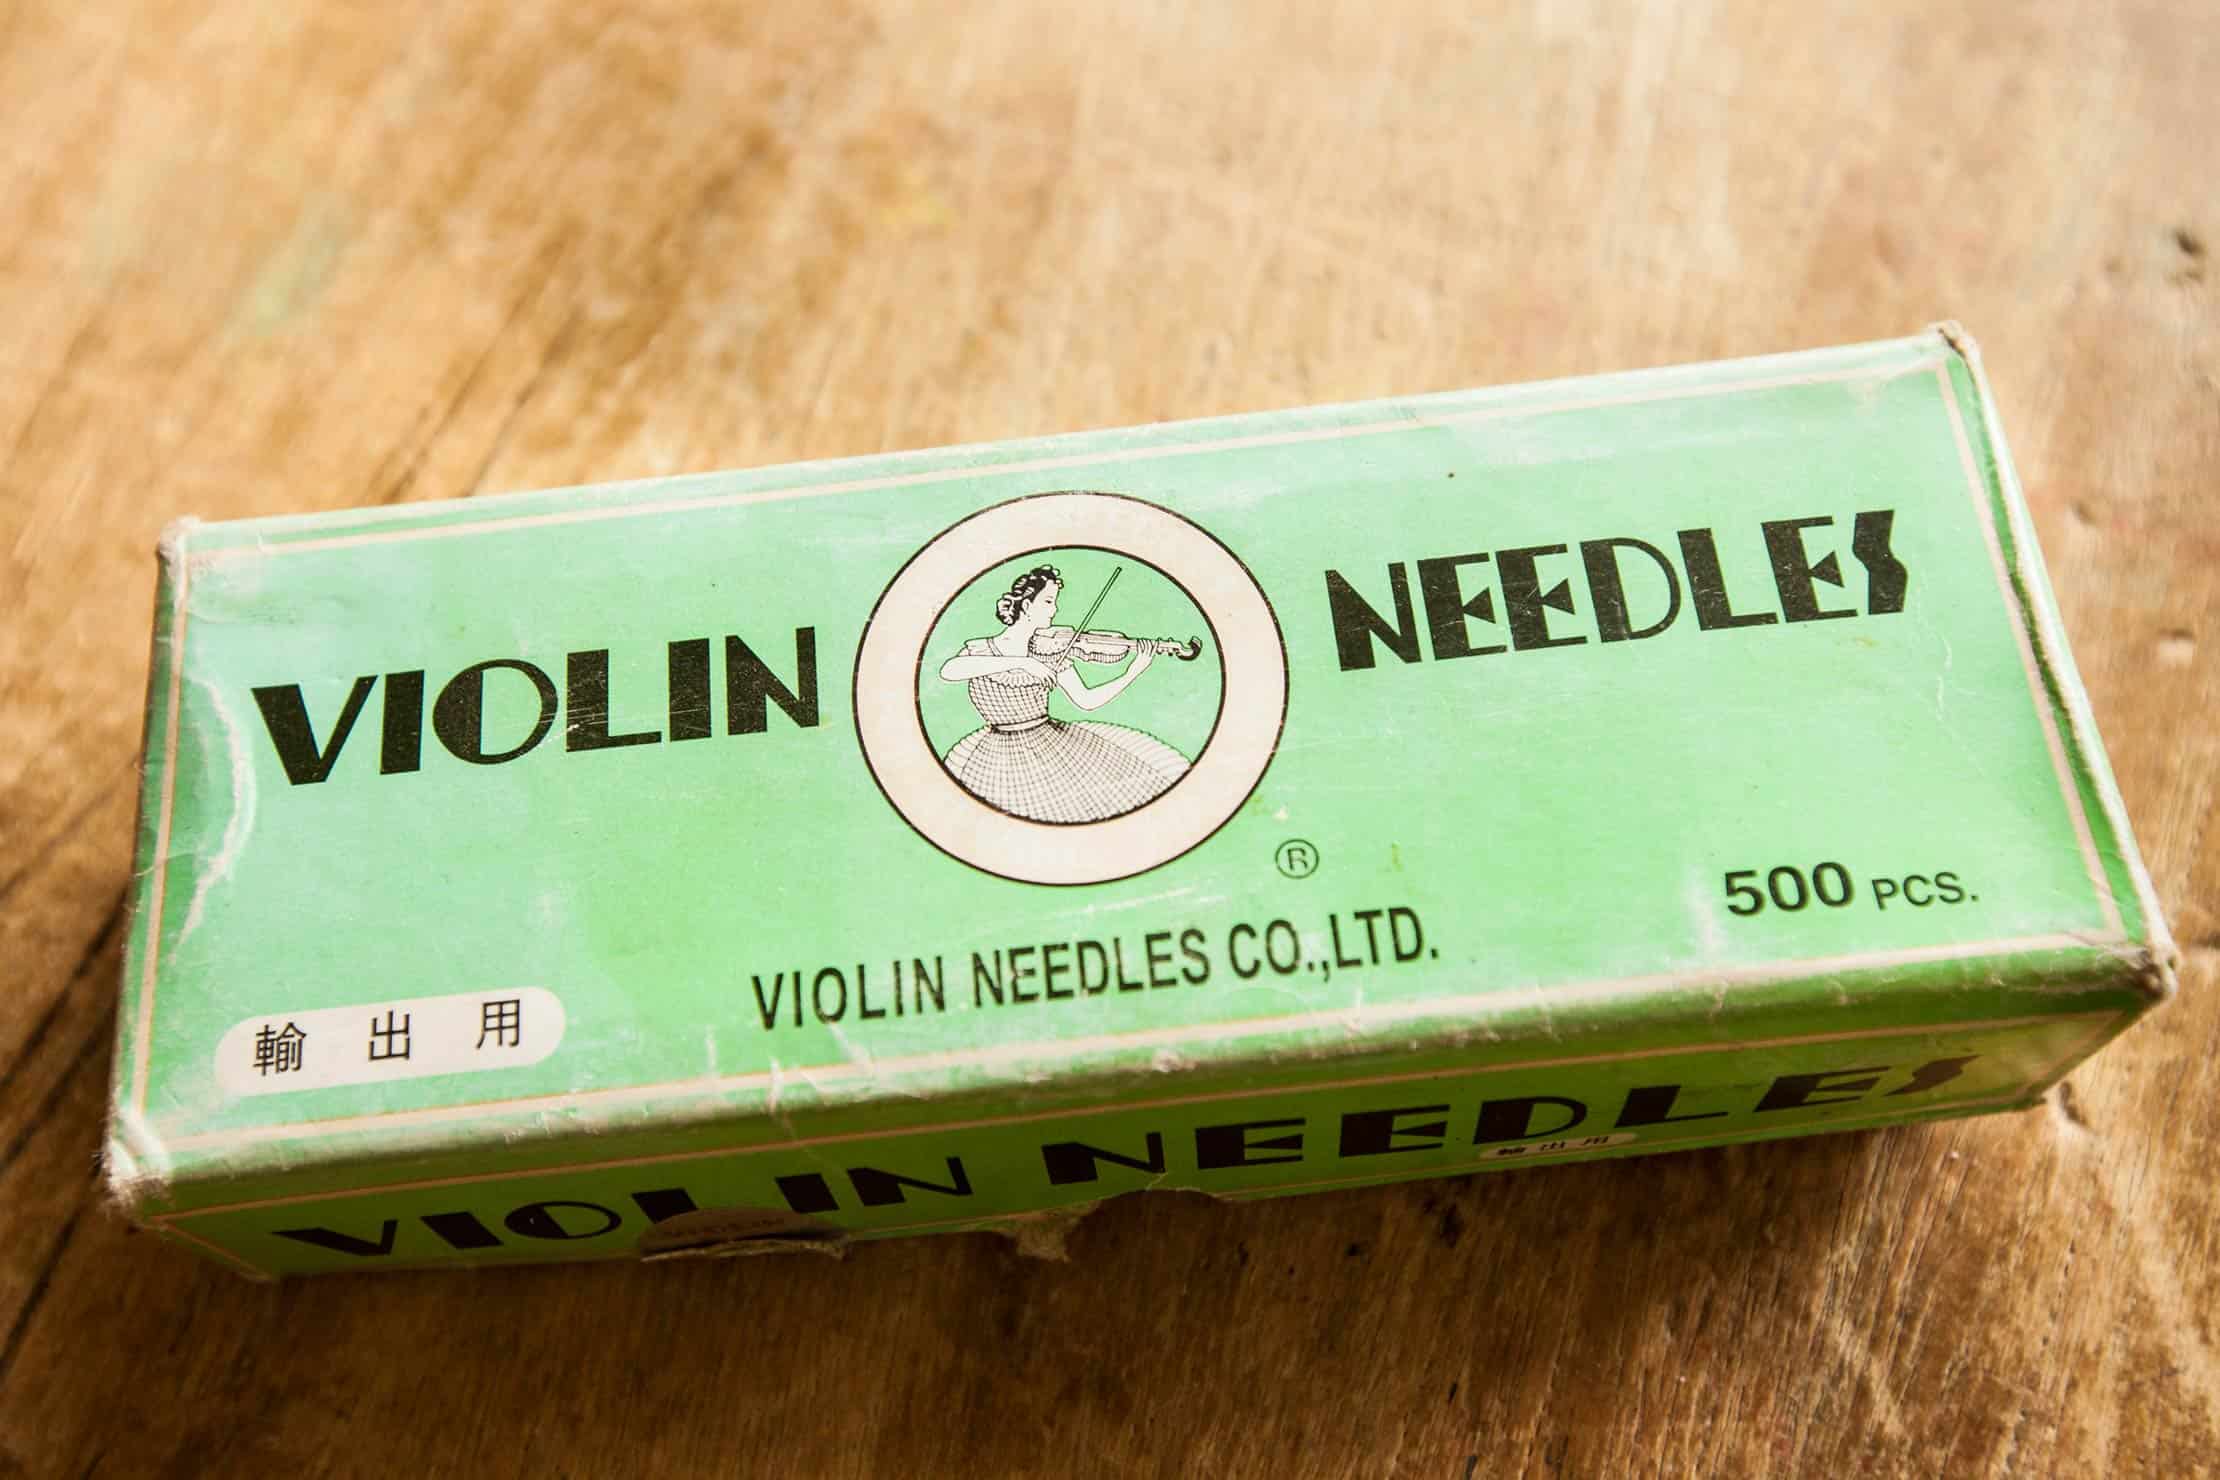 VIOLIN NEEDLES
®
500 PCS.
VIOLIN NEEDLES CO.,LTD.
輸出用
VIOLIN NEEDLES
輸出用